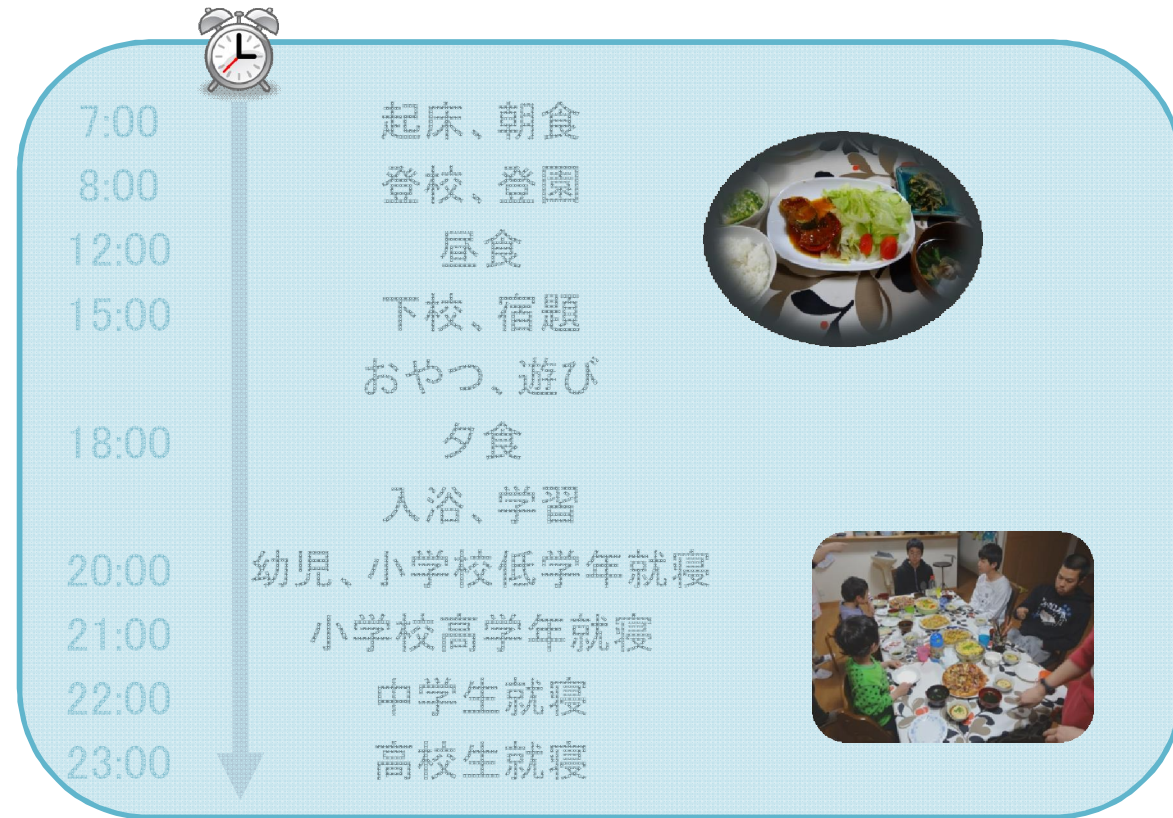 7:00 起床、朝食
8:00 登校、登園
12:00 昼食
15:00 下校、宿題
おやつ、遊び
18:00 夕食
入浴、学習
20:00 幼児、小学校低学年就寝
21:00 小学校高学年就寝
22:00 中学生就寝
23:00 高校生就寝